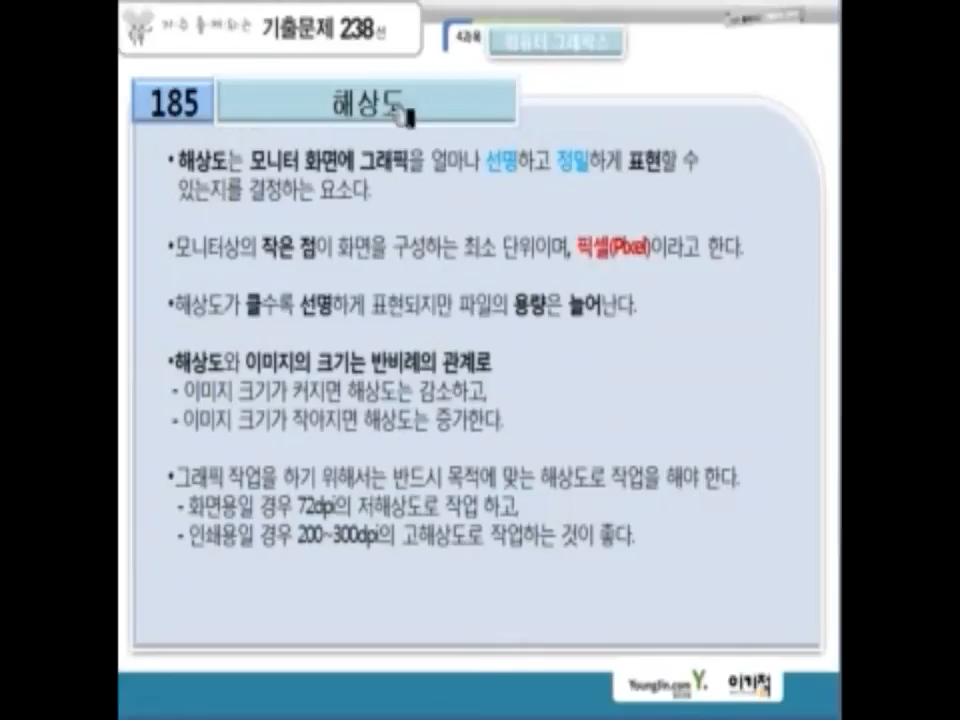 기출문제 238선
4과목 컴퓨터 그래픽스
185 해상도
• 해상도는 모니터 화면에 그래픽을 얼마나 선명하고 정밀하게 표현할 수
있는지를 결정하는 요소다.
•모니터상의 작은 점이 화면을 구성하는 최소 단위이며, 픽셀(Pixel)이라고 한다.
•해상도가 클수록 선명하게 표현되지만 파일의 용량은 늘어난다.
•해상도와 이미지의 크기는 반비례의 관계로
- 이미지 크기가 커지면 해상도는 감소하고,
- 이미지 크기가 작아지면 해상도는 증가한다.
•그래픽 작업을 하기 위해서는 반드시 목적에 맞는 해상도로 작업을 해야 한다.
- 화면용일 경우 72dpi의 저해상도로 작업 하고,
- 인쇄용일 경우 200~300dpi의 고해상도로 작업하는 것이 좋다.
YoungJin.com Y. 이기적